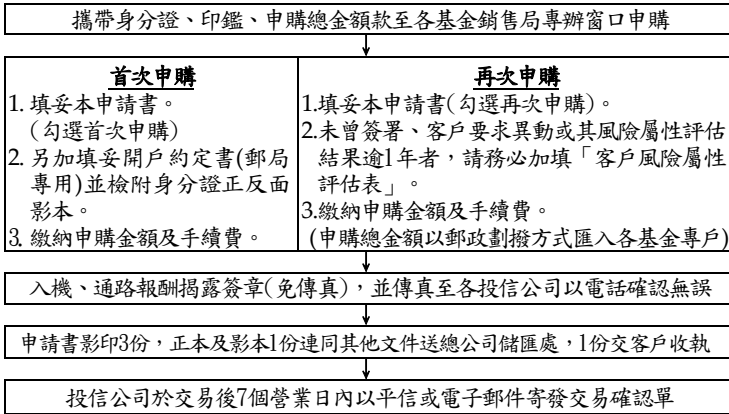 攜帶身分證、印鑑、申購總金額款至各基金銷售局專辦窗口申購
首次申購
1. 填妥本申請書。
(勾選首次申購)
2. 另加填妥開戶約定書(郵局
專用)並檢附身分證正反面
影本。
3. 繳納申購金額及手續費。
再次申購
1.填妥本申請書(勾選再次申購)。
2.未曾簽署、客戶要求異動或其風險屬性評估
結果逾1年者,請務必加填「客戶風險屬性
評估表」。
3.繳納申購金額及手續費。
(申購總金額以郵政劃撥方式匯入各基金專戶)
入機、通路報酬揭露簽章(免傳真),並傳真至各投信公司以電話確認無誤
申請書影印3份,正本及影本1份連同其他文件送總公司儲匯處,1份交客戶收執
投信公司於交易後7個營業日內以平信或電子郵件寄發交易確認單